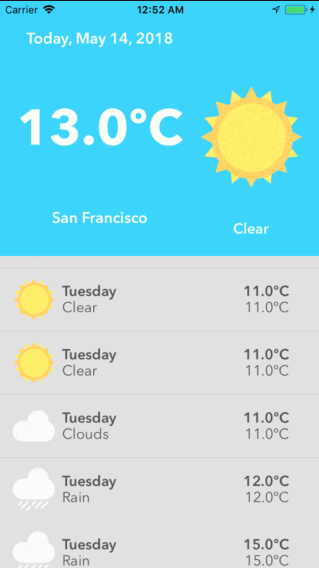 Carrier 12:52 AM
Today, May 14, 2018
13.0°C
San Francisco
Clear
Tuesday 11.0°C
Clear 11.0°C
Tuesday 11.0°C
Clear 11.0°C
Tuesday 11.0°C
Clouds 11.0°C
Tuesday 12.0°C
Rain 12.0°C
Tuesday 15.0°C
Rain 15.0°C